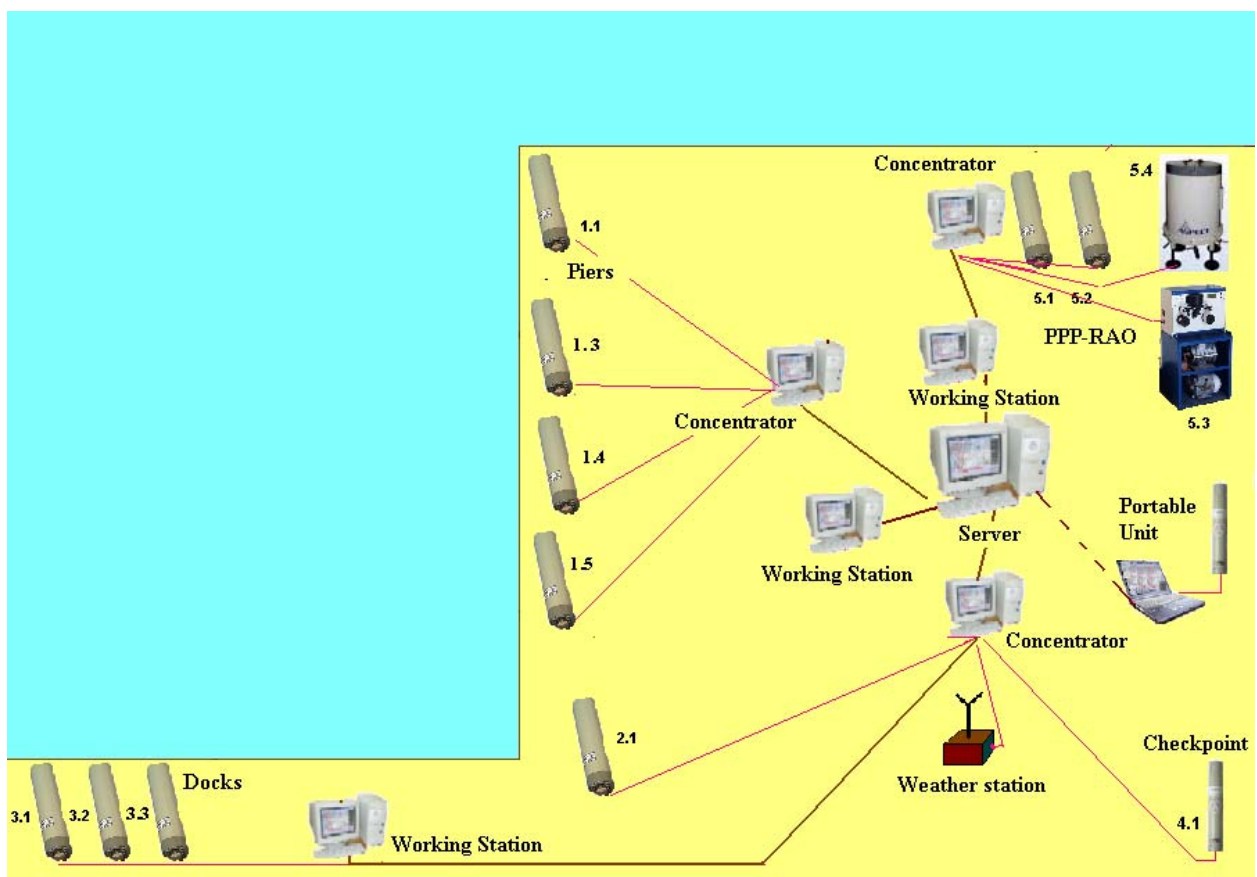 Concentrator
5.4
ASPECT
1.1
Piers
5.1
5.2
1.3
PPP-RAO
Working Station
Concentrator
5.3
1.4
Portable
Unit
Server
1.5
Working Station
Concentrator
2.1
Checkpoint
Docks
Weather station
3.1
3.2
3.3
4.1
Working Station